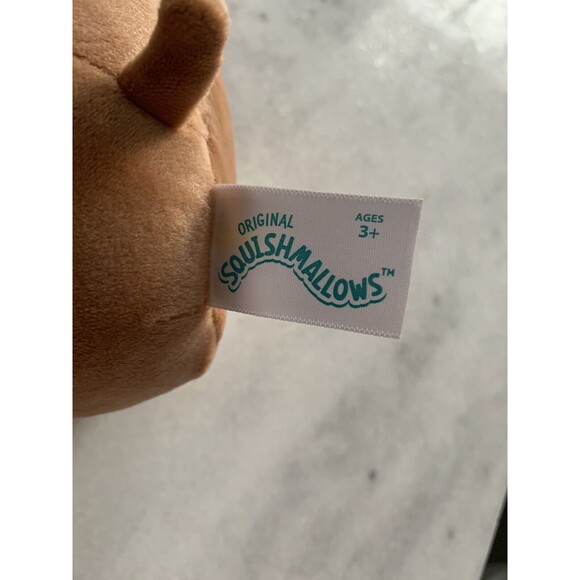 ORIGINAL
SQUISHMALLOWS™
AGES
3+